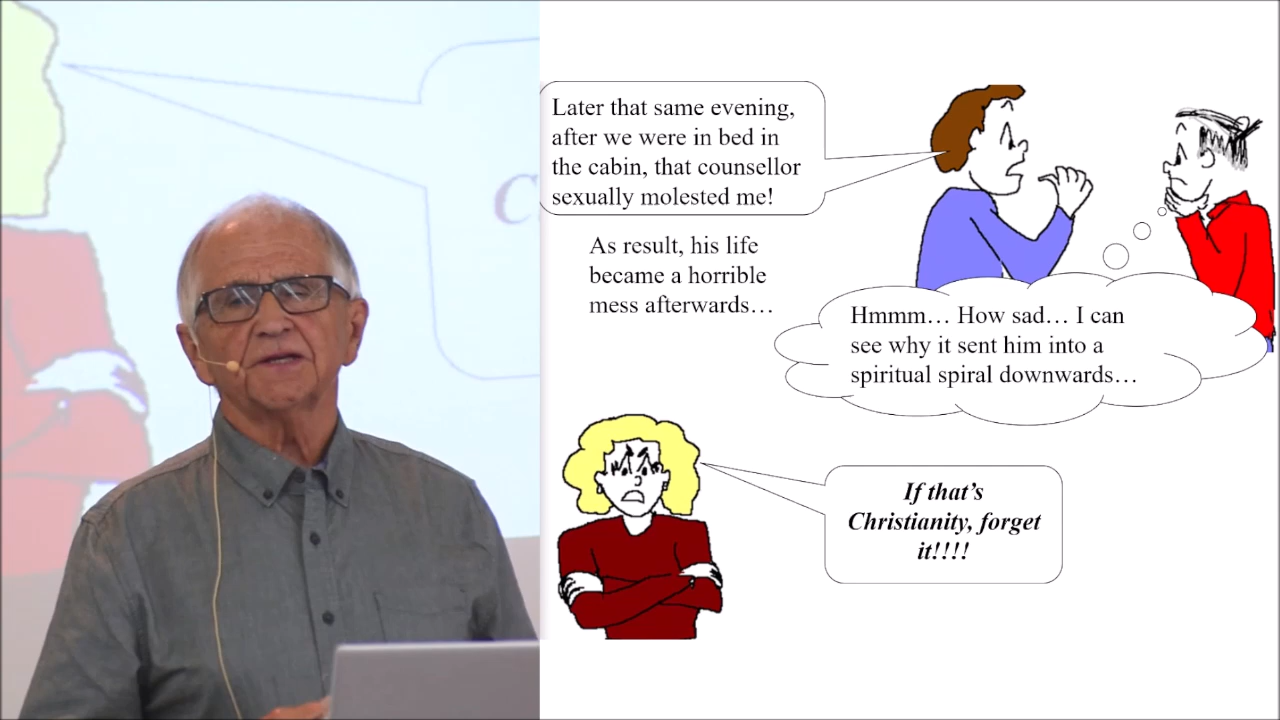 Later that same evening,
after we were in bed in
the cabin, that counsellor
sexually molested me!
As result, his life
became a horrible
mess afterwards…
Hmmm… How sad… I can
see why it sent him into a
spiritual spiral downwards…
If that’s
Christianity, forget
it!!!!
C